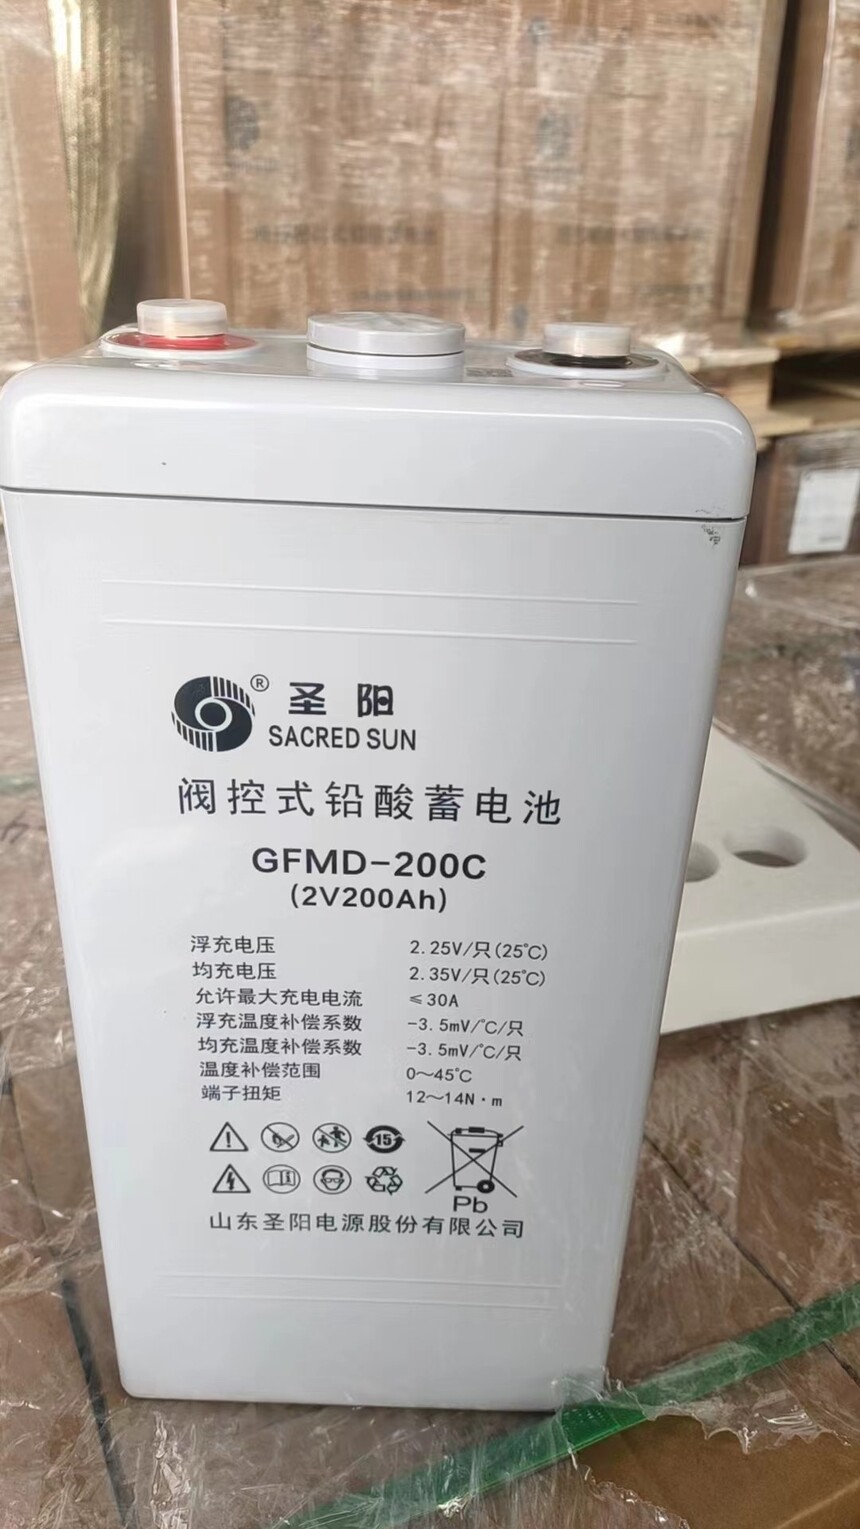 ® 圣阳
SACRED SUN
阀控式铅酸蓄电池
GFMD-200C
(2V200Ah)
浮充电压 2.25V/只(25℃)
均充电压 2.35V/只(25℃)
允许最大充电电流 ≤30A
浮充温度补偿系数 -3.5mV/℃/只
均充温度补偿系数 -3.5mV/℃/只
温度补偿范围 0～45℃
端子扭矩 12～14N·m
15
Pb
山东圣阳电源股份有限公司